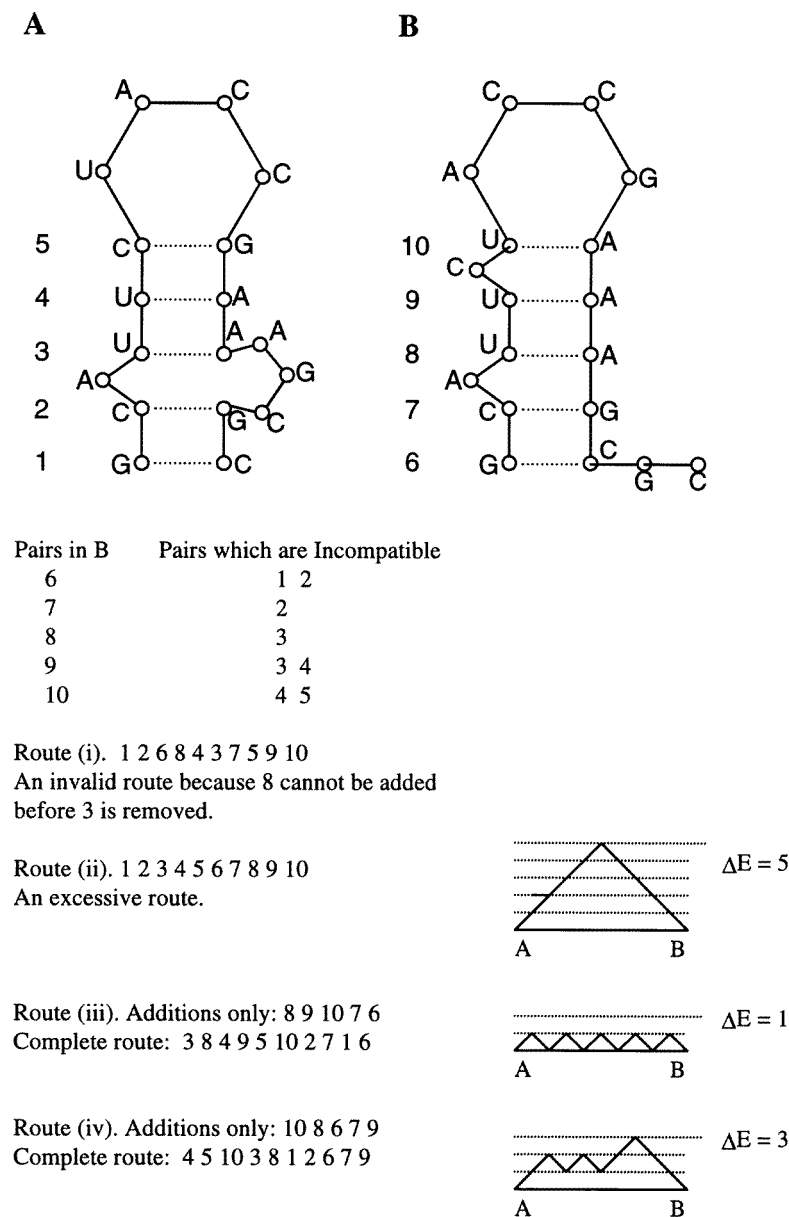 A B
A C
U C
5 C G
4 U A
3 U A A
A G
2 C G C
1 G C
C C
A G
10 U A
C
9 U A
8 U A
A
7 C G
6 G C G C
Pairs in B Pairs which are Incompatible
6 1 2
7 2
8 3
9 3 4
10 4 5
Route (i). 1 2 6 8 4 3 7 5 9 10
An invalid route because 8 cannot be added
before 3 is removed.
Route (ii). 1 2 3 4 5 6 7 8 9 10
An excessive route.
ΔE = 5
A B
Route (iii). Additions only: 8 9 10 7 6
Complete route: 3 8 4 9 5 10 2 7 1 6
ΔE = 1
A B
Route (iv). Additions only: 10 8 6 7 9
Complete route: 4 5 10 3 8 1 2 6 7 9
ΔE = 3
A B